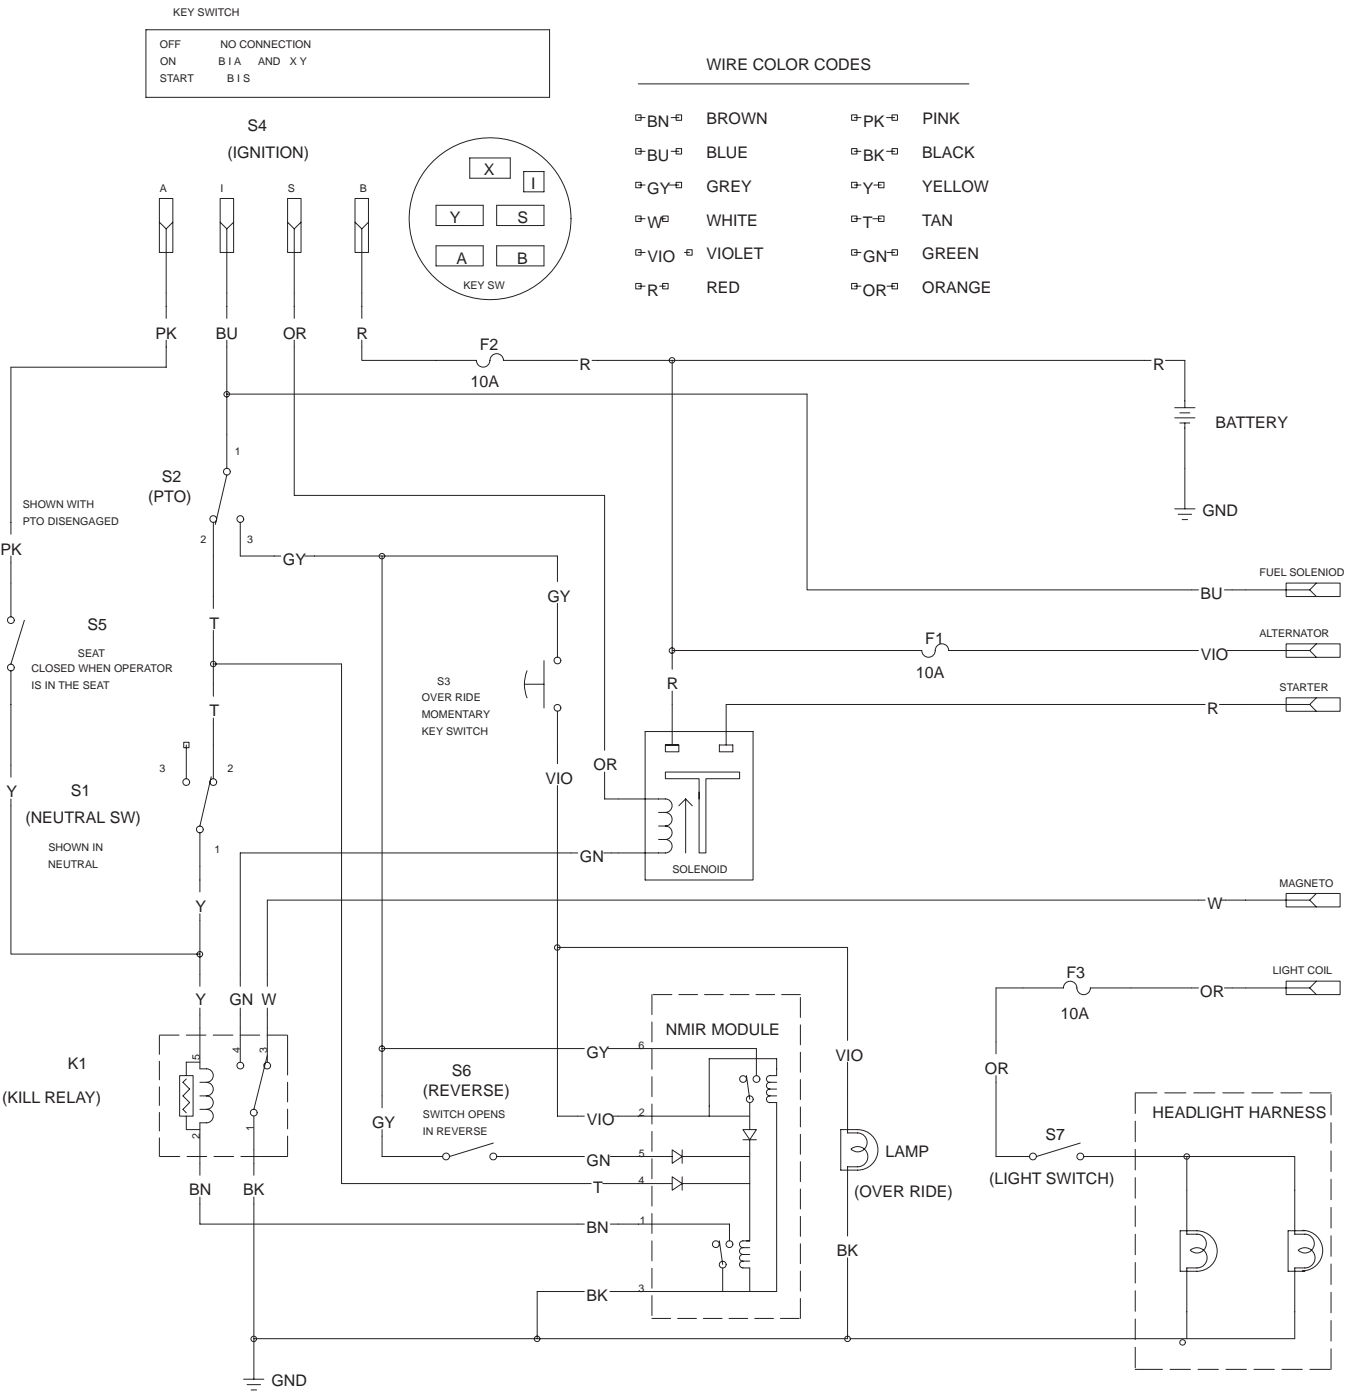 KEY SWITCH
OFF NO CONNECTION
ON B I A AND X Y
START B I S
WIRE COLOR CODES
BN BROWN PK PINK
BU BLUE BK BLACK
GY GREY Y YELLOW
W WHITE T TAN
VIO VIOLET GN GREEN
R RED OR ORANGE
S4
(IGNITION)
A I S B
X
I
Y S
A B
KEY SW
PK BU OR R
F2
10A
R
R
BATTERY
GND
1
S2
(PTO)
SHOWN WITH
PTO DISENGAGED
2 3
PK
GY
GY
FUEL SOLENIOD
BU
T
S5
SEAT
CLOSED WHEN OPERATOR
IS IN THE SEAT
F1
10A
ALTERNATOR
VIO
S3
OVER RIDE
MOMENTARY
KEY SWITCH
R
STARTER
R
T
3 2
VIO
OR
Y
S1
(NEUTRAL SW)
SHOWN IN
NEUTRAL
1
GN
SOLENOID
Y
MAGNETO
W
Y GN W
F3
10A
LIGHT COIL
OR
K1
(KILL RELAY)
5 4 3
2 1
NMIR MODULE
GY 6
VIO
OR
S6
(REVERSE)
SWITCH OPENS
IN REVERSE
GY
VIO 2
GN 5
T 4
BN 1
BK 3
LAMP
(OVER RIDE)
S7
(LIGHT SWITCH)
HEADLIGHT HARNESS
BN BK
BK
GND